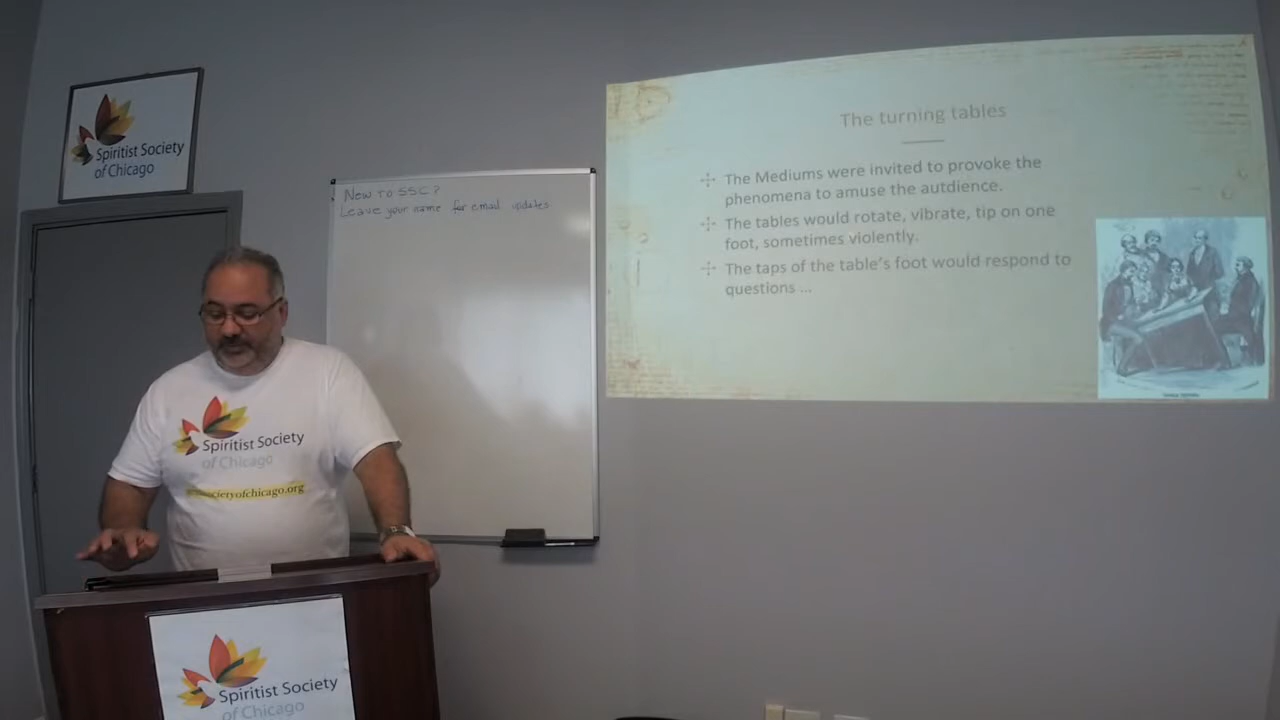 Spiritist Society
of Chicago
New to SSC?
Leave your name for email updates
The turning tables
The Mediums were invited to provoke the
phenomena to amuse the autdience.
The tables would rotate, vibrate, tip on one
foot, sometimes violently.
The taps of the table's foot would respond to
questions ...
Spiritist Society
of Chicago
societyofchicago.org
Spiritist Society
of Chicago